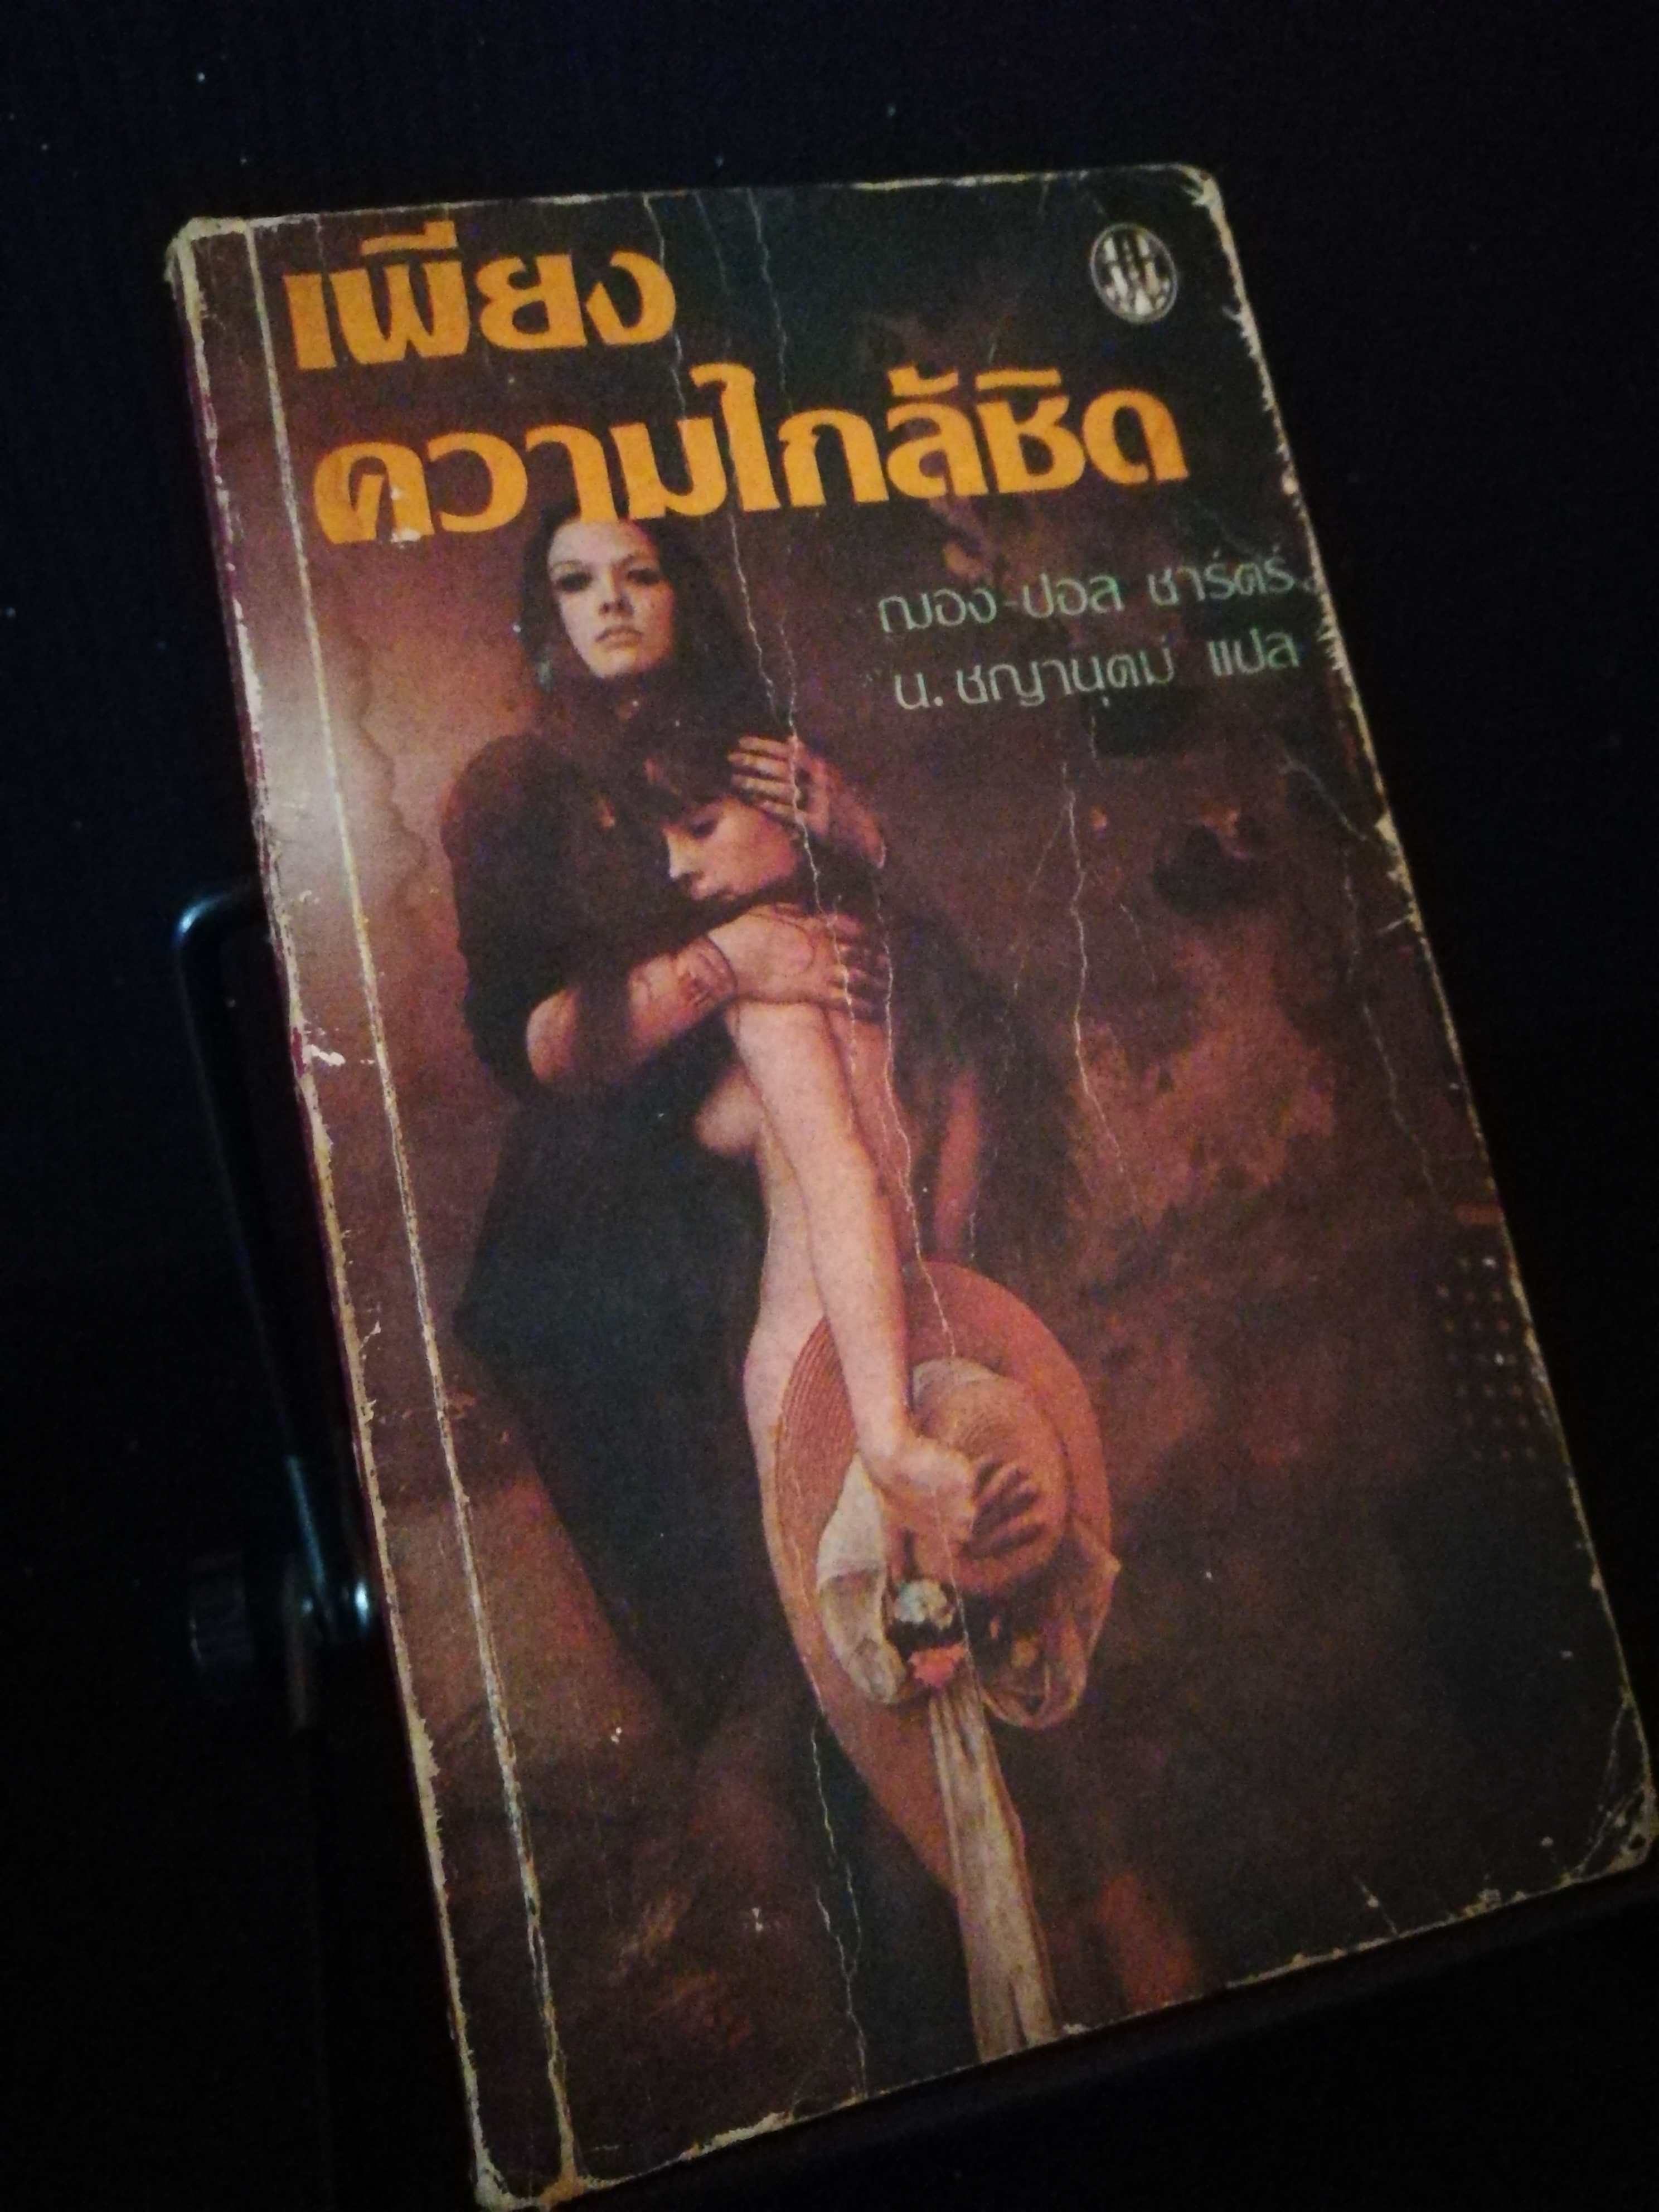 เพียง
ความใกล้ชิด
ฌอง-ปอล ซาร์ตร์
น. ชญานุตม์ แปล